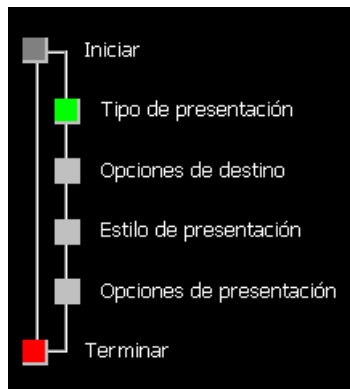 Iniciar
Tipo de presentación
Opciones de destino
Estilo de presentación
Opciones de presentación
Terminar